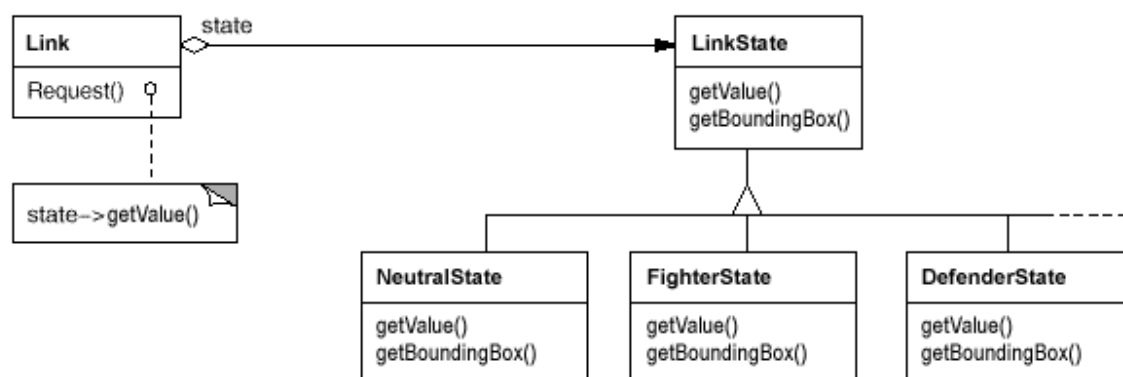 state
Link
Request()
state->getValue()
LinkState
getValue()
getBoundingBox()
NeutralState
getValue()
getBoundingBox()
FighterState
getValue()
getBoundingBox()
DefenderState
getValue()
getBoundingBox()